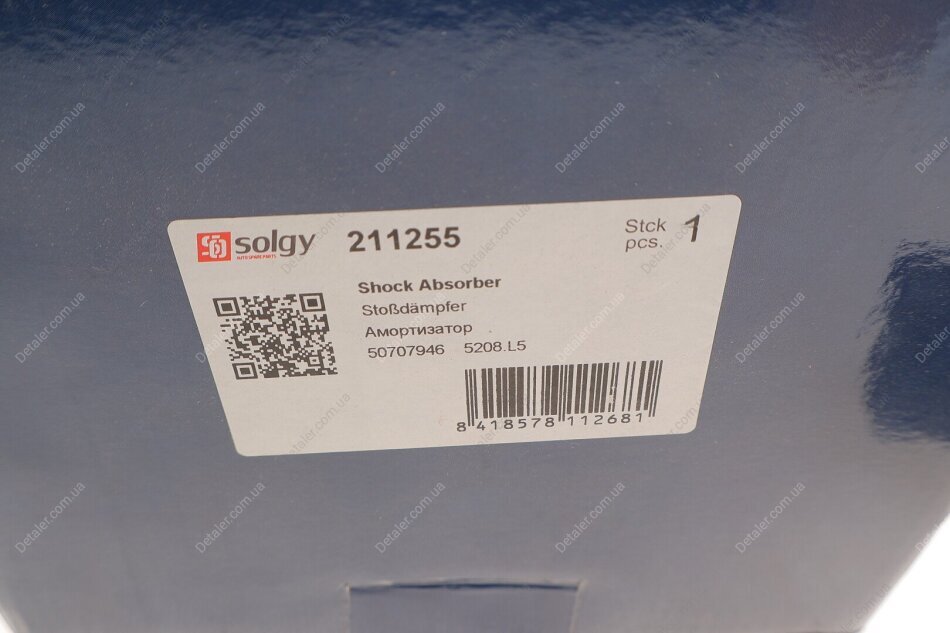 solgy 211255 Stck pcs. 1
AUTO SPARE PARTS
Shock Absorber
Stoßdämpfer
Амортизатор
50707946 5208.L5
8 418578 112681
Detaler.com.ua